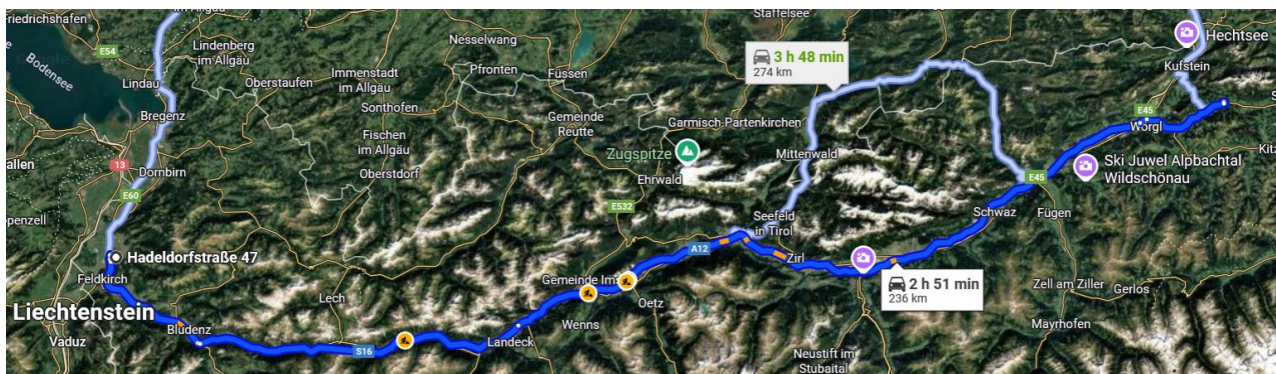 Friedrichshafen
im Allgäu
E54
Lindenberg
im Allgäu
Bodensee
Lindau
Oberstaufen
Bregenz
Immenstadt
im Allgäu
Sonthofen
Nesselwang
Pfronten
Füssen
Staffelsee
3 h 48 min
274 km
Hechtsee
Kufstein
Gemeinde
Reutte
Fischen
im Allgäu
Oberstdorf
Garmisch-Partenkirchen
Zugspitze
Ehrwald
Mittenwald
E45
Wörgl
Ski Juwel Alpbachtal
Wildschönau
allen
13
Dornbirn
E60
openzell
E532
Seefeld
in Tirol
E45
Schwaz
Fügen
A12
Zirl
Hadeldorfstraße 47
Feldkirch
Gemeinde Ims
2 h 51 min
236 km
Zell am Ziller
Gerlos
Liechtenstein
Lech
Oetz
Vaduz
Bludenz
Wenns
Mayrhofen
S16
Landeck
Neustift im
Stubaital